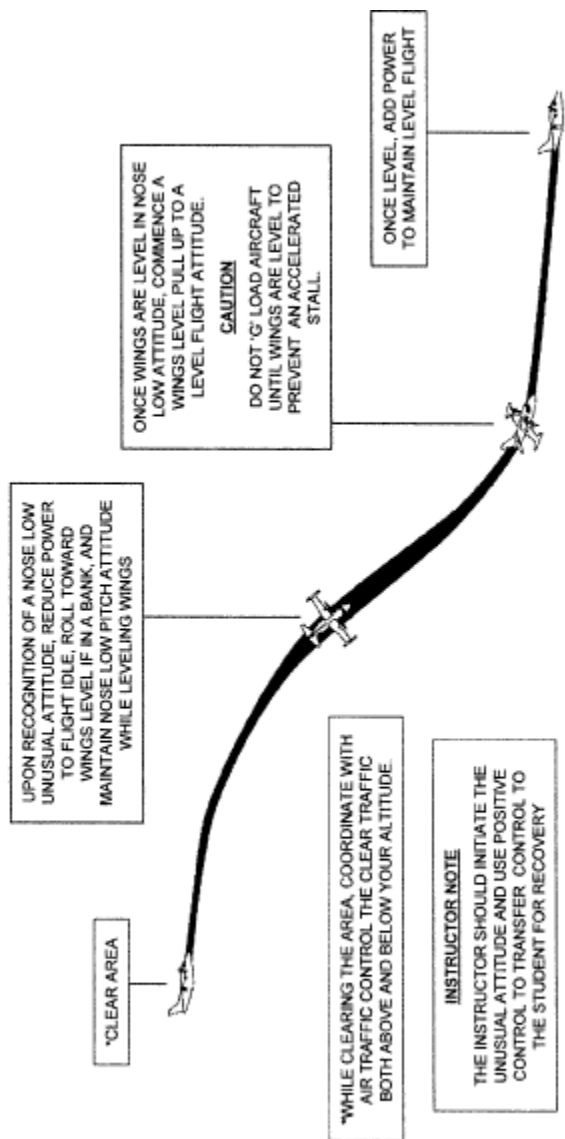 *CLEAR AREA
UPON RECOGNITION OF A NOSE LOW
UNUSUAL ATTITUDE, REDUCE POWER
TO FLIGHT IDLE, ROLL TOWARD
WINGS LEVEL IF IN A BANK, AND
MAINTAIN NOSE LOW PITCH ATTITUDE
WHILE LEVELING WINGS
ONCE WINGS ARE LEVEL IN NOSE
LOW ATTITUDE, COMMENCE A
WINGS LEVEL PULL UP TO A
LEVEL FLIGHT ATTITUDE.
CAUTION
DO NOT 'G' LOAD AIRCRAFT
UNTIL WINGS ARE LEVEL TO
PREVENT AN ACCELERATED
STALL.
ONCE LEVEL, ADD POWER
TO MAINTAIN LEVEL FLIGHT
*WHILE CLEARING THE AREA, COORDINATE WITH
AIR TRAFFIC CONTROL THE CLEAR TRAFFIC
BOTH ABOVE AND BELOW YOUR ALTITUDE.
INSTRUCTOR NOTE
THE INSTRUCTOR SHOULD INITIATE THE
UNUSUAL ATTITUDE AND USE POSITIVE
CONTROL TO TRANSFER CONTROL TO
THE STUDENT FOR RECOVERY